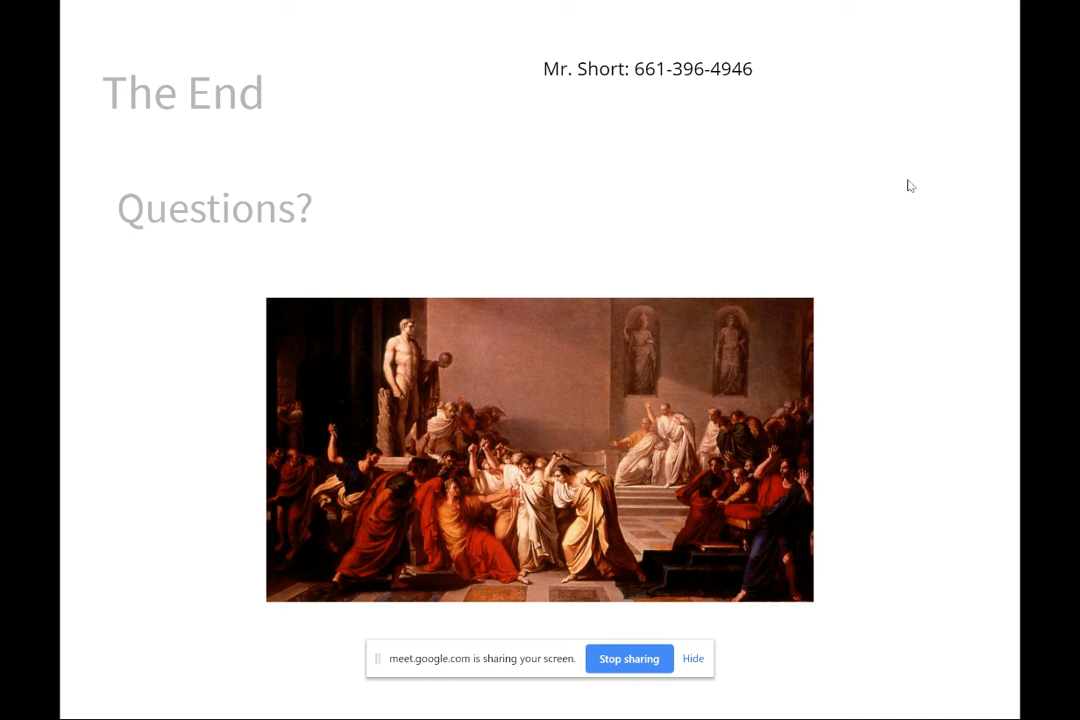 The End
Mr. Short: 661-396-4946
Questions?
meet.google.com is sharing your screen.
Stop sharing
Hide